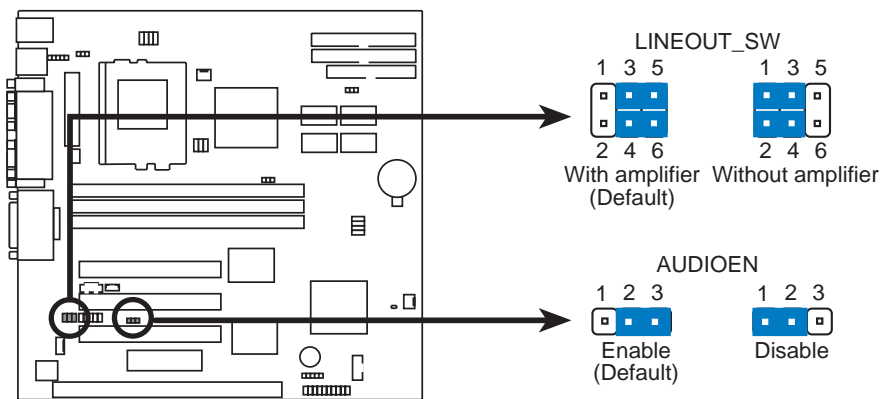 LINEOUT_SW
1 3 5 1 3 5
2 4 6 2 4 6
With amplifier Without amplifier
(Default)
AUDIOEN
1 2 3 1 2 3
Enable Disable
(Default)